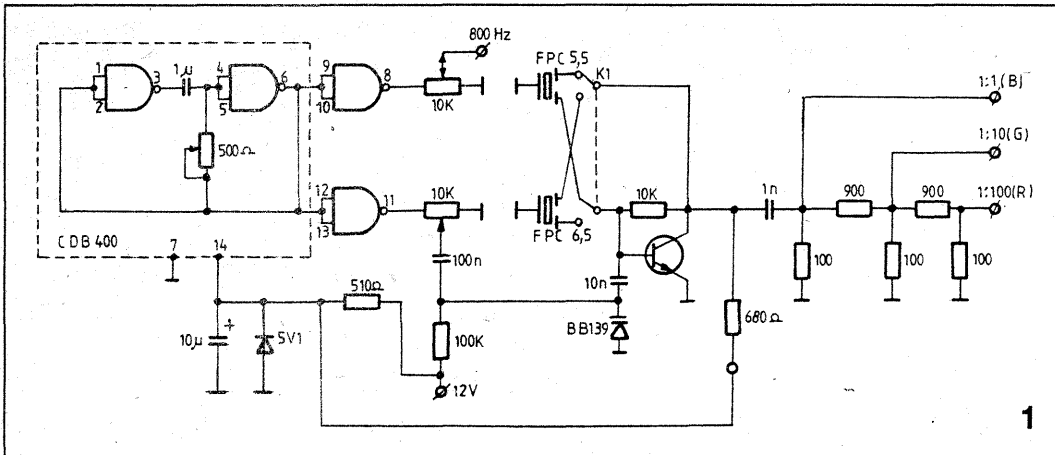 800 Hz
FPC 5,5
K1
1:1(B)
1 2 3 1μ 4 5 6 9 10 8
10K
1:10(G)
500Ω
1n 900 900 1:100(R)
12 13 11
10K
10K
CDB 400
FPC 6,5
7 14
100n
10n
100 100 100
510Ω
680Ω
BB139
10μ + 5V1
100K
12V
1